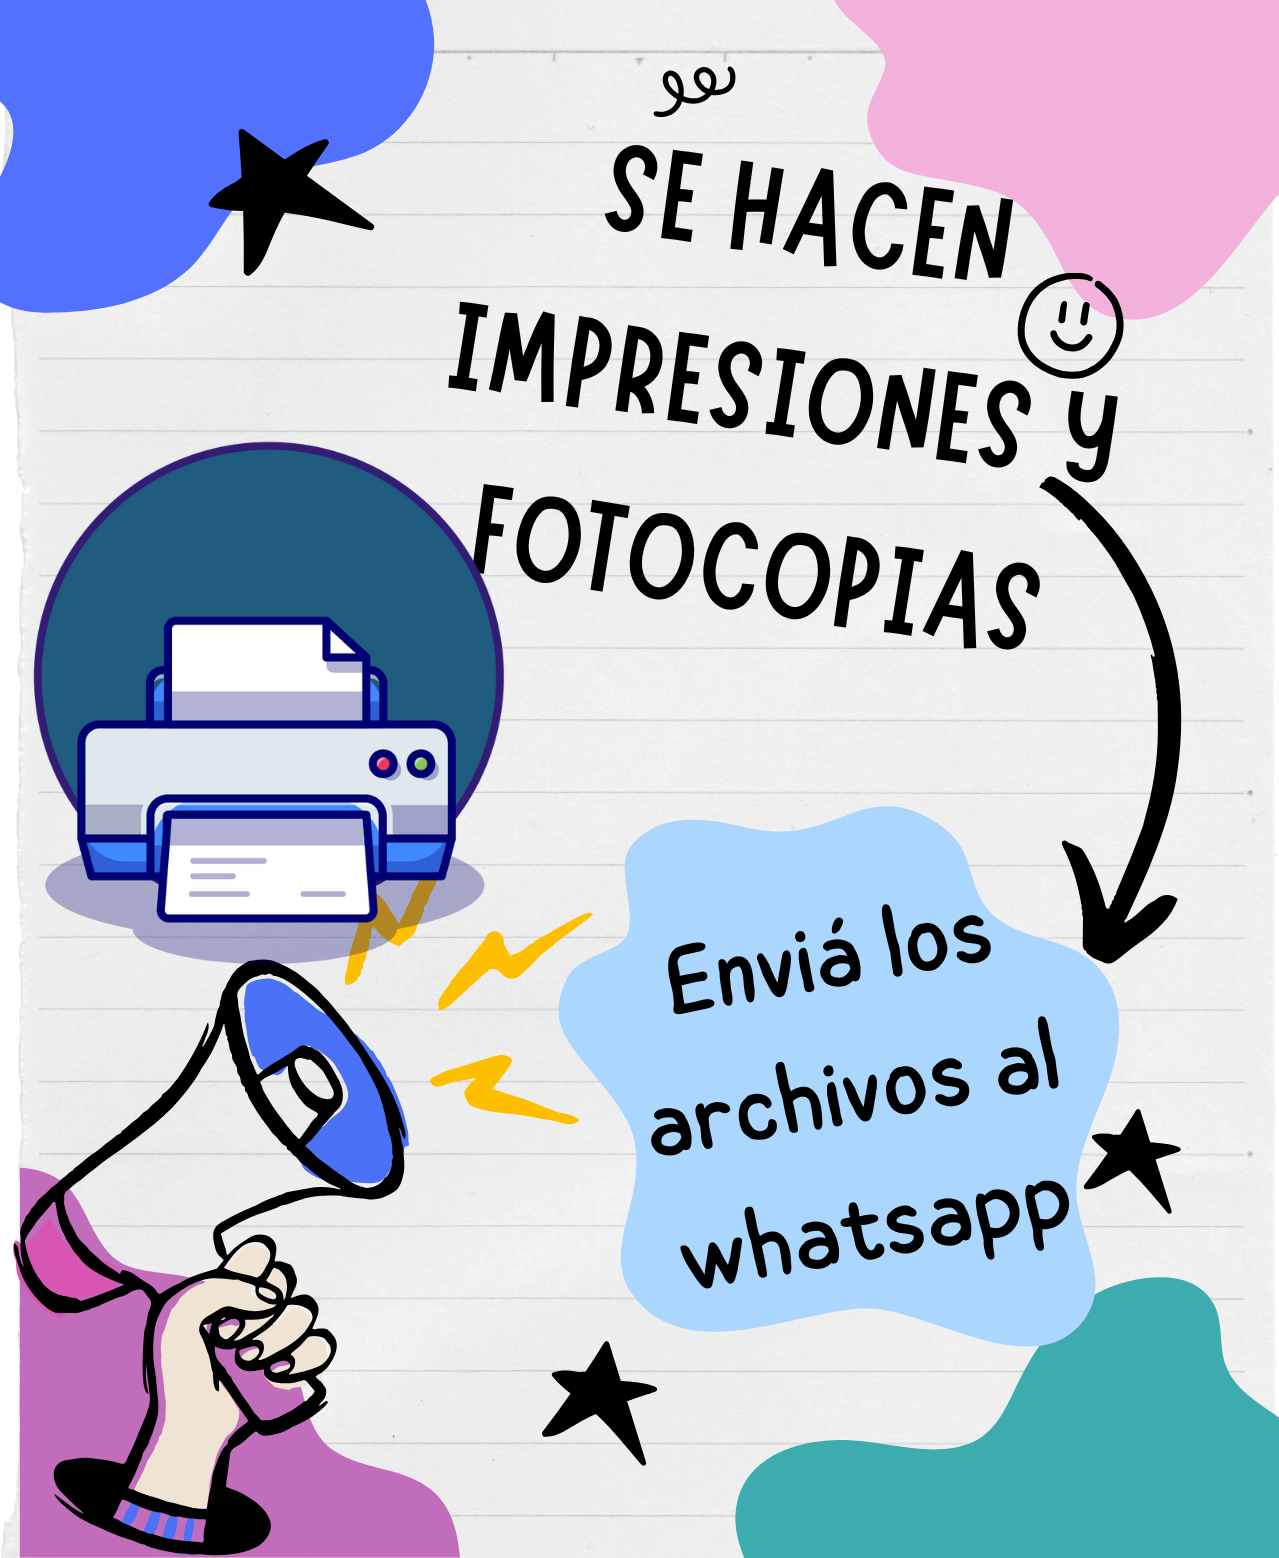 SE HACEN
IMPRESIONES y
FOTOCOPIAS
Enviá los
archivos al
whatsapp